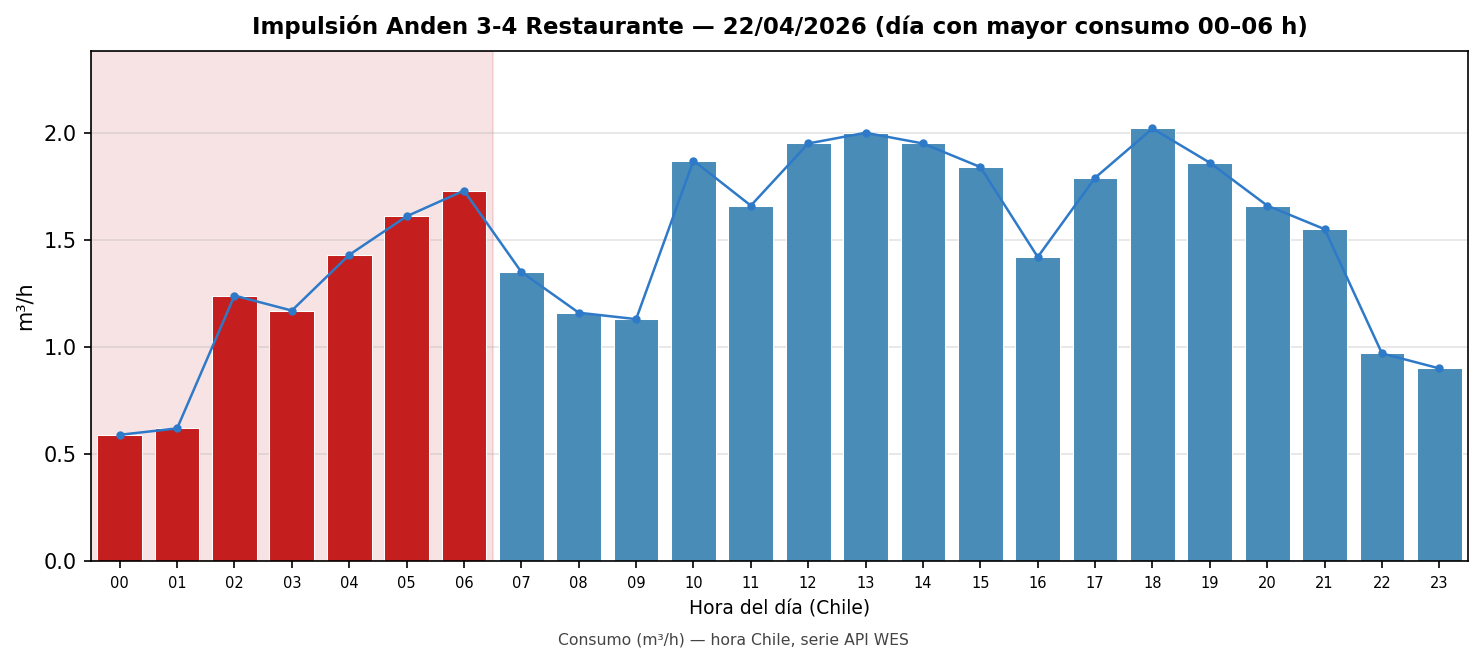 Impulsión Anden 3-4 Restaurante — 22/04/2026 (día con mayor consumo 00–06 h)
m³/h
2.0
1.5
1.0
0.5
0.0
00 01 02 03 04 05 06 07 08 09 10 11 12 13 14 15 16 17 18 19 20 21 22 23
Hora del día (Chile)
Consumo (m³/h) — hora Chile, serie API WES